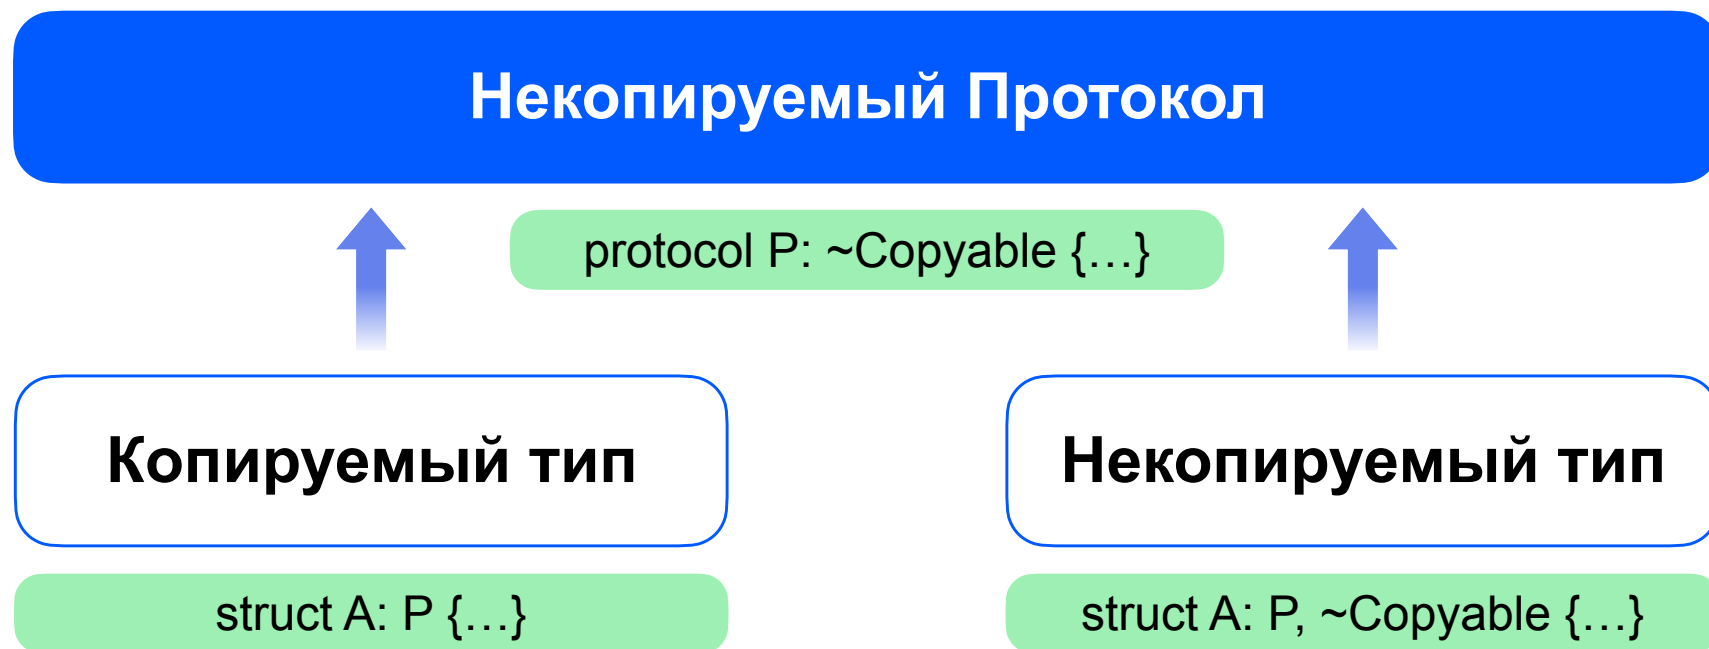 Некопируемый Протокол
protocol P: ~Copyable {…}
Копируемый тип
Некопируемый тип
struct A: P {…}
struct A: P, ~Copyable {…}